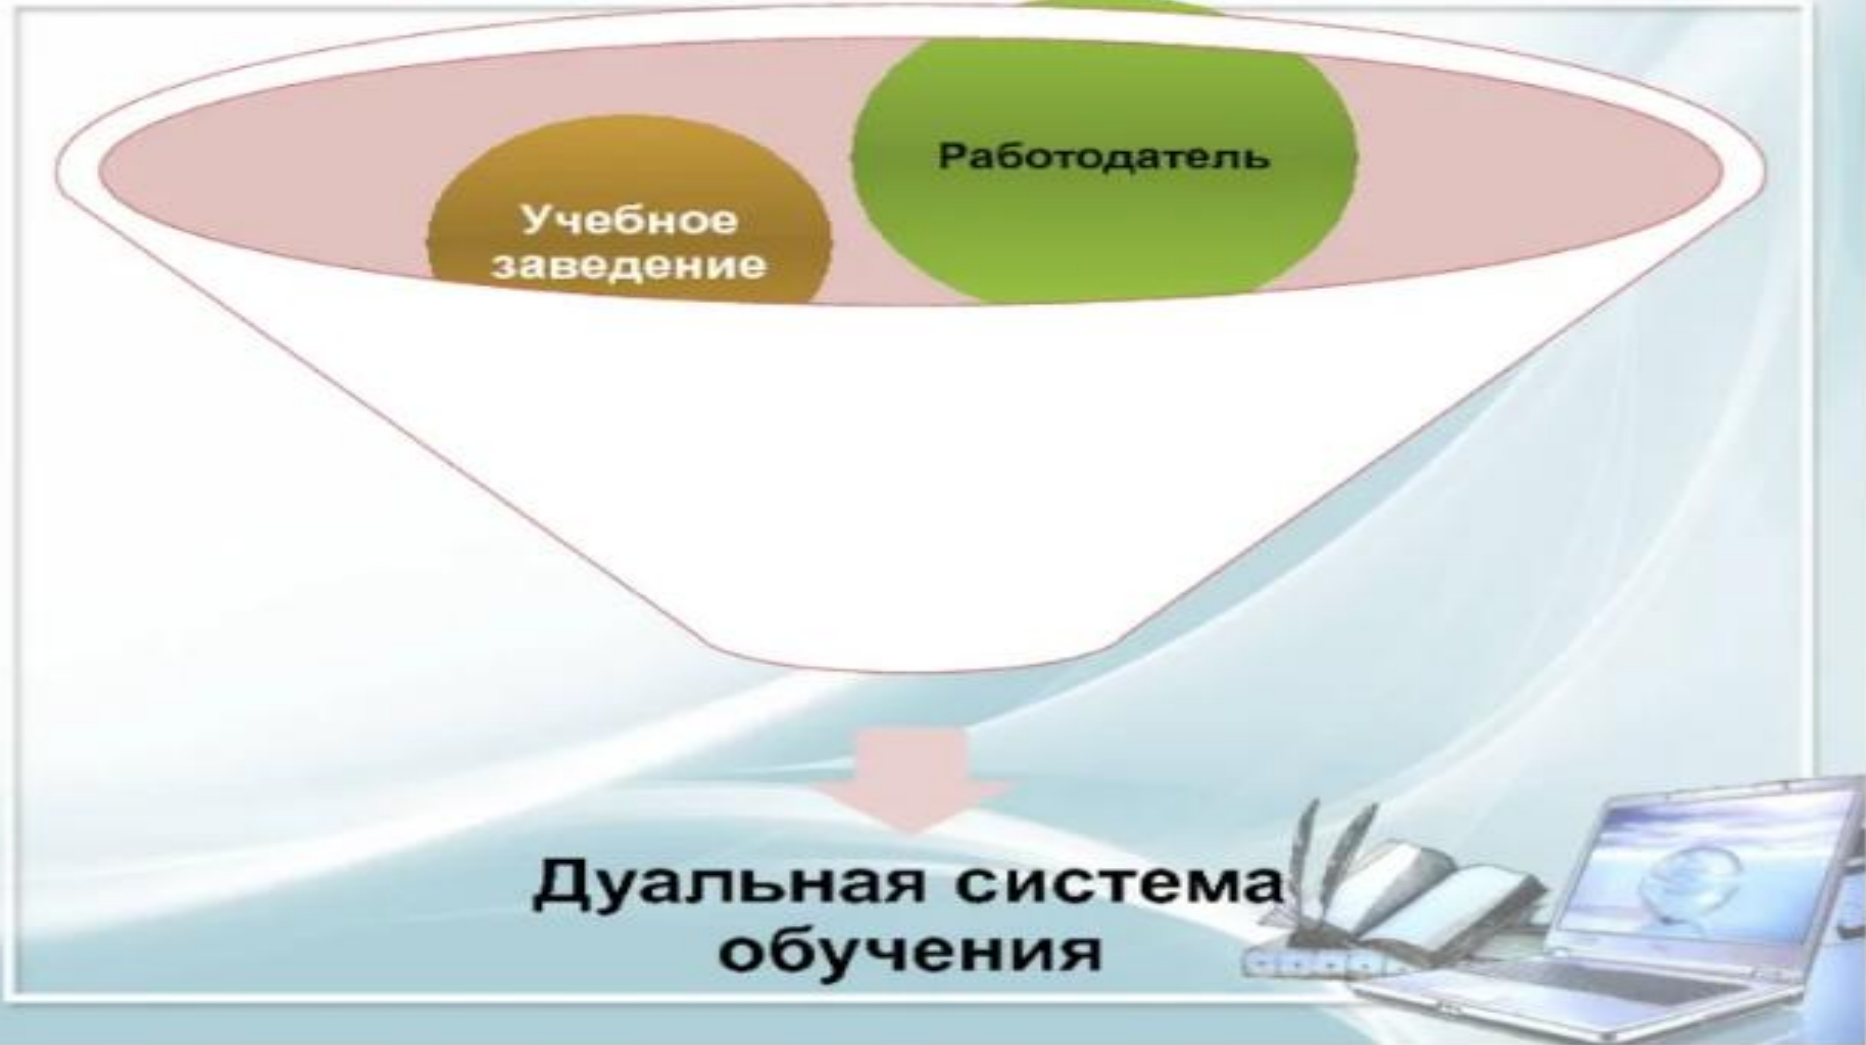 Работодатель
Учебное
заведение
Дуальная система
обучения